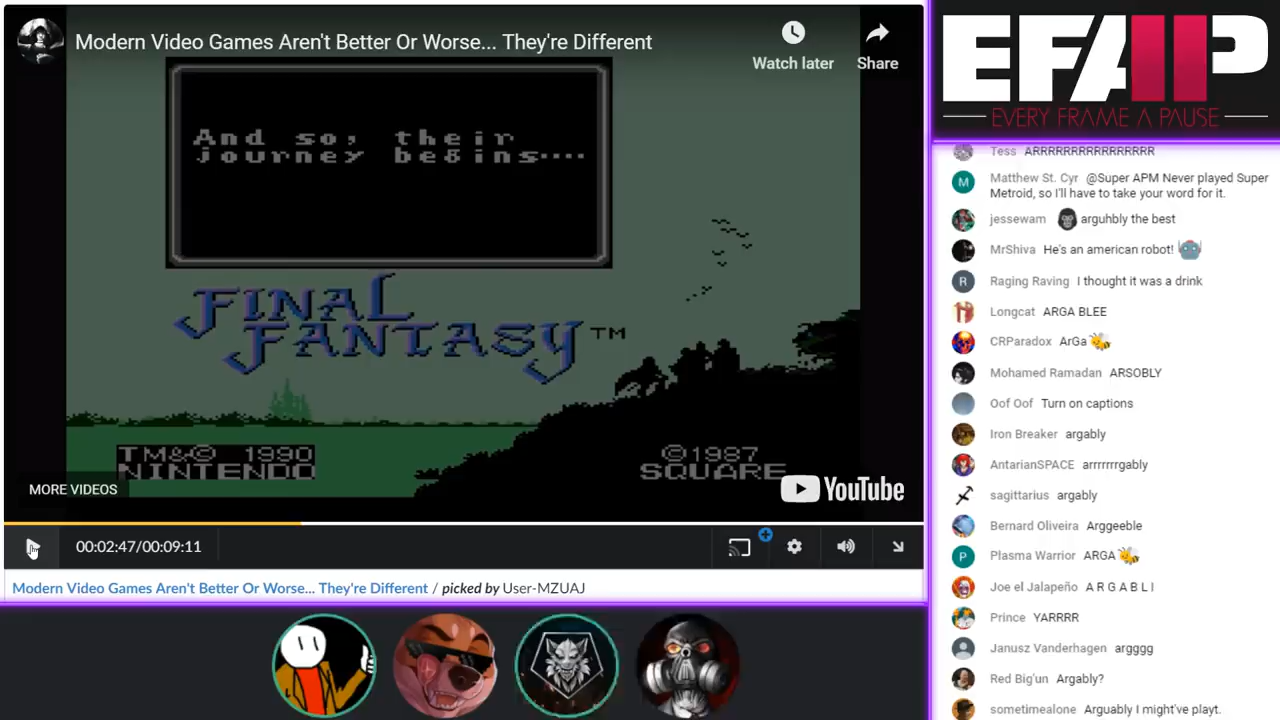 Modern Video Games Aren't Better Or Worse... They're Different
Watch later
Share
And so, their
journey begins....
FINAL
FANTASY™
TM&© 1990
NINTENDO
©1987
SQUARE
MORE VIDEOS
YouTube
00:02:47/00:09:11
Modern Video Games Aren't Better Or Worse... They're Different / picked by User-MZUAJ
EFAP
EVERY FRAME A PAUSE
Tess ARRRRRRRRRRRRRRRR
Matthew St. Cyr @Super APM Never played Super
Metroid, so I'll have to take your word for it.
jessewam arguhbly the best
MrShiva He's an american robot!
Raging Raving I thought it was a drink
Longcat ARGA BLEE
CRParadox ArGa
Mohamed Ramadan ARSOBLY
Oof Oof Turn on captions
Iron Breaker argably
AntarianSPACE arrrrrrrgably
sagittarius argably
Bernard Oliveira Arggeeble
Plasma Warrior ARGA
Joe el Jalapeño A R G A B L I
Prince YARRRR
Janusz Vanderhagen argggg
Red Big'un Argably?
sometimealone Arguably I might've playt.